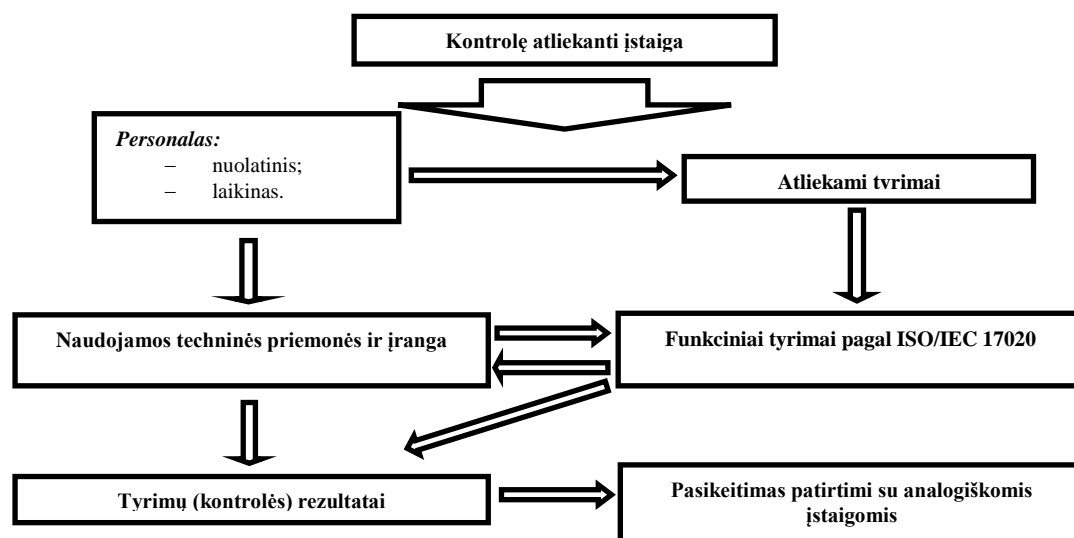 Kontrolę atliekanti įstaiga
Personalas:
– nuolatinis;
– laikinas.
Atliekami tyrimai
Naudojamos techninės priemonės ir įranga
Funkciniai tyrimai pagal ISO/IEC 17020
Tyrimų (kontrolės) rezultatai
Pasikeitimas patirtimi su analogiškomis
įstaigomis